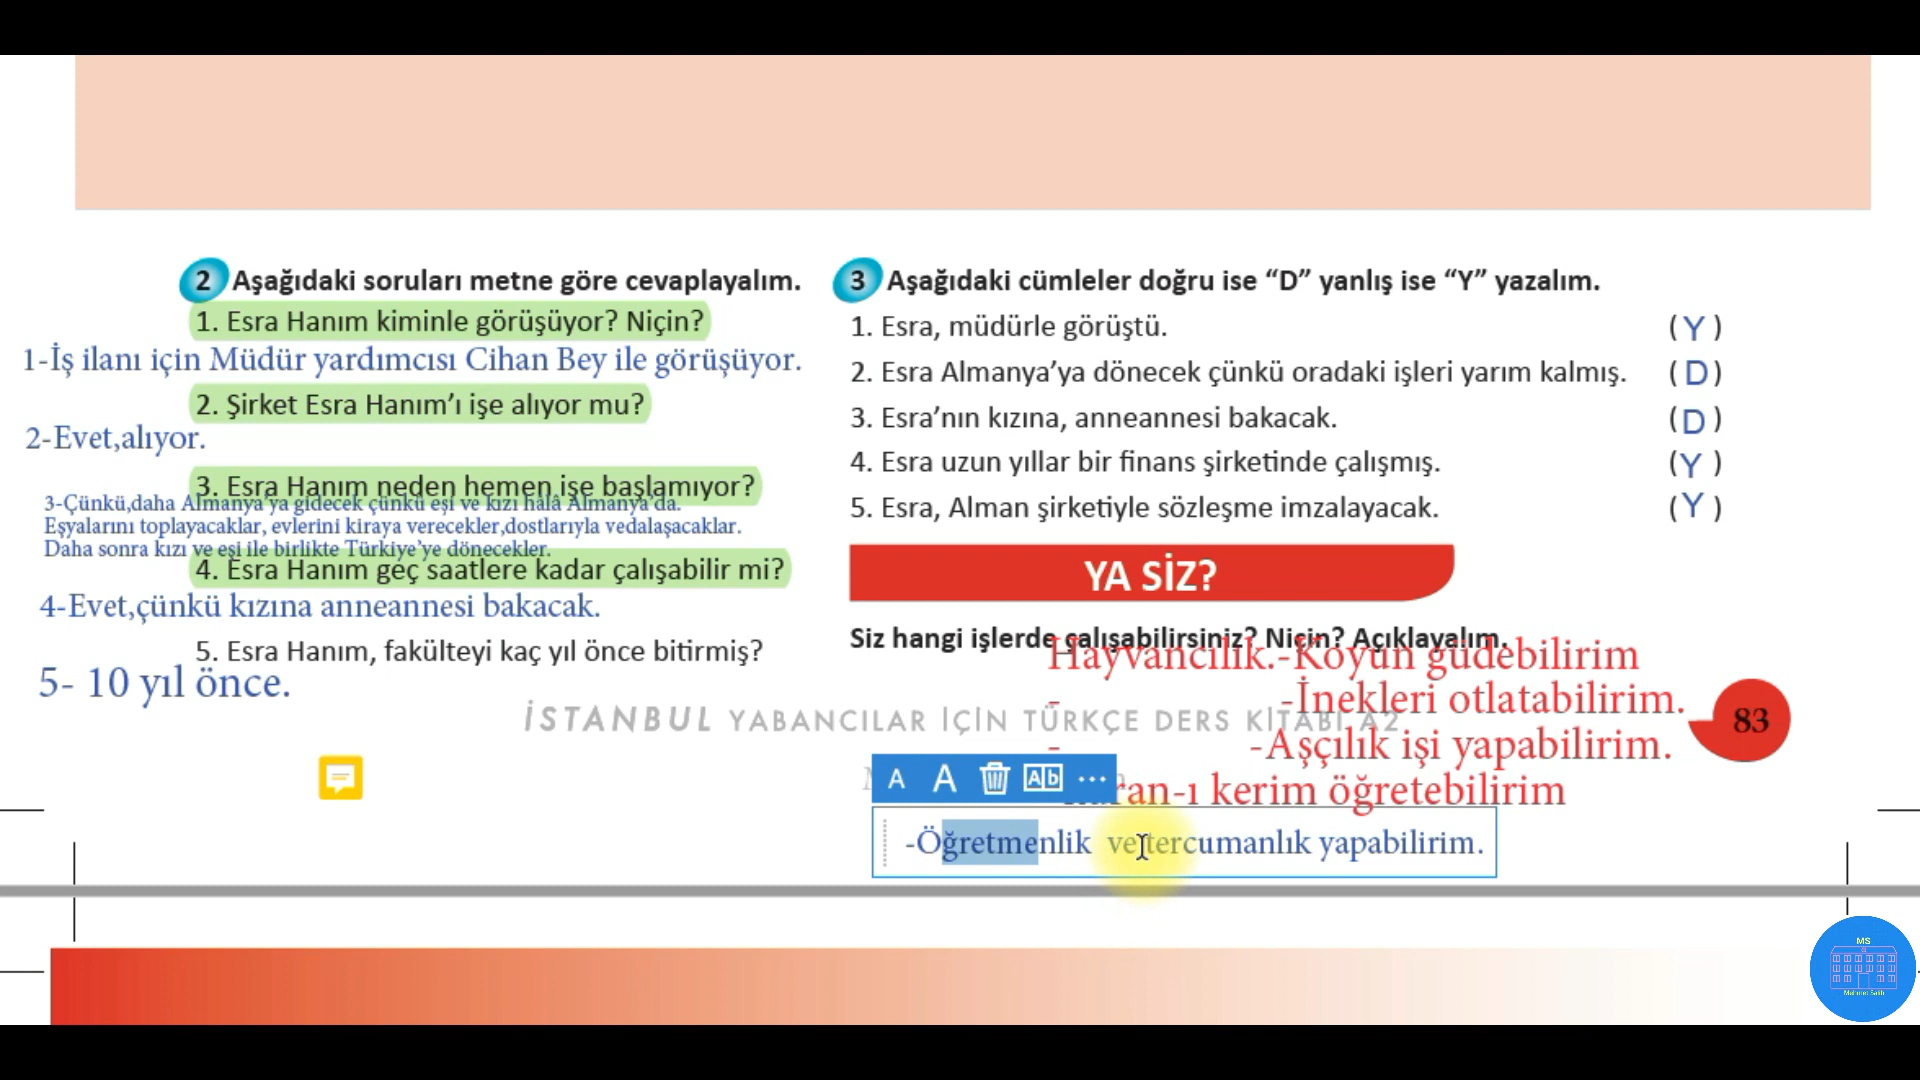 2 Aşağıdaki soruları metne göre cevaplayalım.
1. Esra Hanım kiminle görüşüyor? Niçin?
1-İş ilanı için Müdür yardımcısı Cihan Bey ile görüşüyor.
2. Şirket Esra Hanım’ı işe alıyor mu?
2-Evet,alıyor.
3. Esra Hanım neden hemen işe başlamıyor?
3-Çünkü,daha Almanya’ya gidecek çünkü eşi ve kızı hâlâ Almanya’da.
Eşyalarını toplayacaklar, evlerini kiraya verecekler,dostlarıyla vedalaşacaklar.
Daha sonra kızı ve eşi ile birlikte Türkiye’ye dönecekler.
4. Esra Hanım geç saatlere kadar çalışabilir mi?
4-Evet,çünkü kızına anneannesi bakacak.
5. Esra Hanım, fakülteyi kaç yıl önce bitirmiş?
5- 10 yıl önce.
3 Aşağıdaki cümleler doğru ise “D” yanlış ise “Y” yazalım.
1. Esra, müdürle görüştü. (Y)
2. Esra Almanya’ya dönecek çünkü oradaki işleri yarım kalmış. (D)
3. Esra’nın kızına, anneannesi bakacak. (D)
4. Esra uzun yıllar bir finans şirketinde çalışmış. (Y)
5. Esra, Alman şirketiyle sözleşme imzalayacak. (Y)
YA SİZ?
Siz hangi işlerde çalışabilirsiniz? Niçin? Açıklayalım.
Hayvancılık.-Koyun güdebilirim
- -İnekleri otlatabilirim.
- -Aşçılık işi yapabilirim.
ran-ı kerim öğretebilirim
-Öğretmenlik ve tercumanlık yapabilirim.
İSTANBUL YABANCILAR İÇİN TÜRKÇE DERS KİTABI A2
83
A A Ab ...
MS
Mehmet Salih